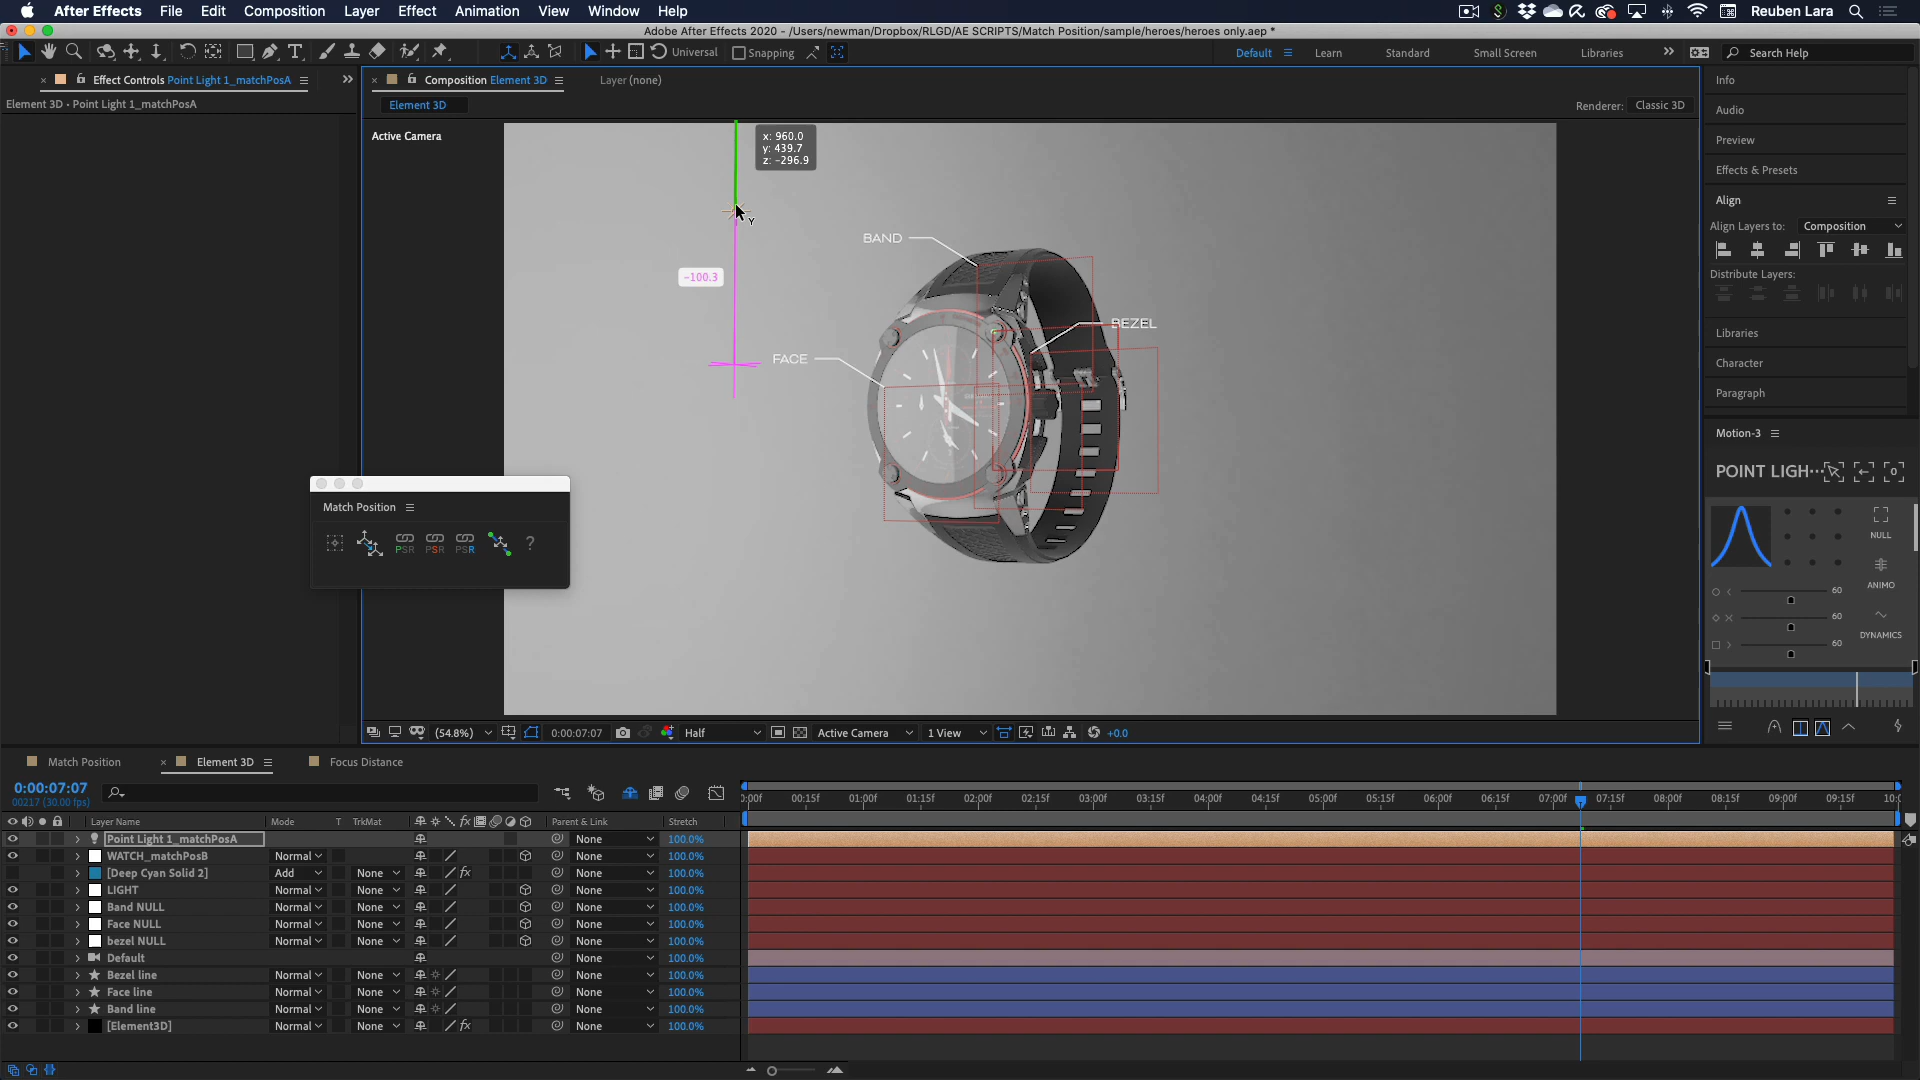 After Effects File Edit Composition Layer Effect Animation View Window Help Reuben Lara
Adobe After Effects 2020 - /Users/newman/Dropbox/RLGD/AE SCRIPTS/Match Position/sample/heroes/heroes only.aep *
Universal Snapping Default Learn Standard Small Screen Libraries Search Help
Effect Controls Point Light 1_matchPosA
Composition Element 3D
Layer (none)
Element 3D • Point Light 1_matchPosA
Element 3D
Renderer: Classic 3D
Active Camera
x: 960.0
y: 439.7
z: -296.9
Y
BAND
-100.3
BEZEL
FACE
Match Position
PSR PSR PSR ?
(54.8%) 0:00:07:07 Half Active Camera 1 View +0.0
Info
Audio
Preview
Effects & Presets
Align
Align Layers to: Composition
Distribute Layers:
Libraries
Character
Paragraph
Motion-3
POINT LIGH···
NULL
ANIMO
60
60
DYNAMICS
60
Match Position Element 3D Focus Distance
0:00:07:07
00217 (30.00 fps)
0:00f 00:15f 01:00f 01:15f 02:00f 02:15f 03:00f 03:15f 04:00f 04:15f 05:00f 05:15f 06:00f 06:15f 07:00f 07:15f 08:00f 08:15f 09:00f 09:15f 10:0
Layer Name Mode T TrkMat fx Parent & Link Stretch
Point Light 1_matchPosA None 100.0%
WATCH_matchPosB Normal None 100.0%
[Deep Cyan Solid 2] Add None fx None 100.0%
LIGHT Normal None None 100.0%
Band NULL Normal None None 100.0%
Face NULL Normal None None 100.0%
bezel NULL Normal None None 100.0%
Default None 100.0%
Bezel line Normal None None 100.0%
Face line Normal None None 100.0%
Band line Normal None None 100.0%
[Element3D] Normal None fx None 100.0%